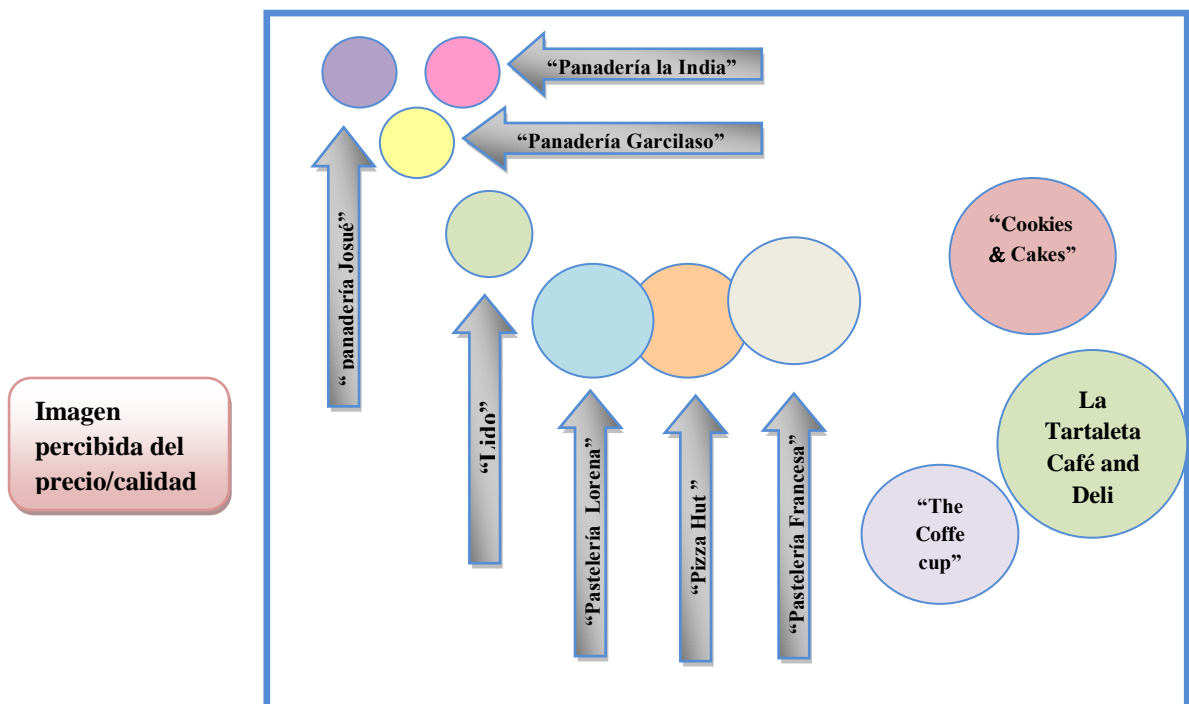 “Panadería la India”
“Panadería Garcilaso”
“ panadería Josué”
“Lido”
“Pastelería Lorena”
“Pizza Hut ”
“Pastelería Francesa”
“Cookies
& Cakes”
La
Tartaleta
Café and
Deli
“The
Coffe
cup”
Imagen
percibida del
precio/calidad